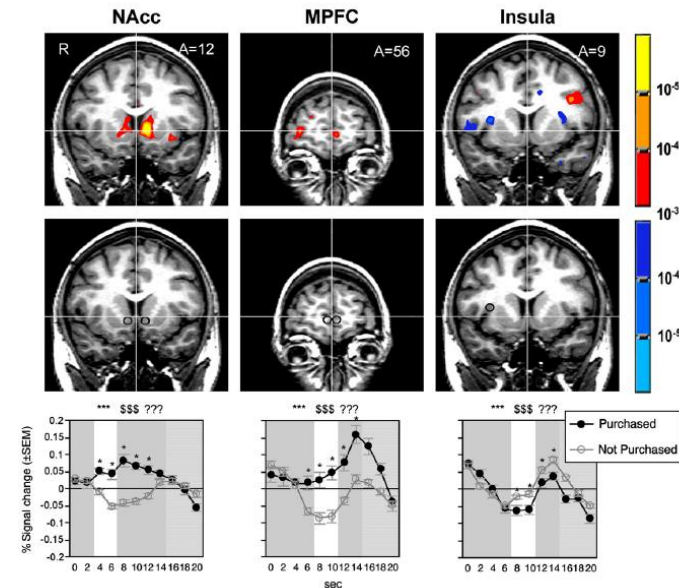 NAcc MPFC Insula
R A=12 A=56 A=9
10-5
10-4
10-3
10-4
10-5
*** $$$ ??? *** $$$ ??? *** $$$ ???
Purchased
Not Purchased
% Signal change (±SEM)
0.2
0.15
0.1
0.05
0
-0.05
-0.1
-0.15
-0.2
* * * * *
* * * * *
* * * *
0 2 4 6 8 10 12 14 16 18 20
0 2 4 6 8 10 12 14 16 18 20
0 2 4 6 8 10 12 14 16 18 20
sec